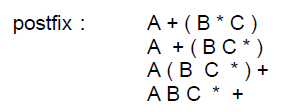 postfix : A + ( B * C )
A + ( B C * )
A ( B C * ) +
A B C * +